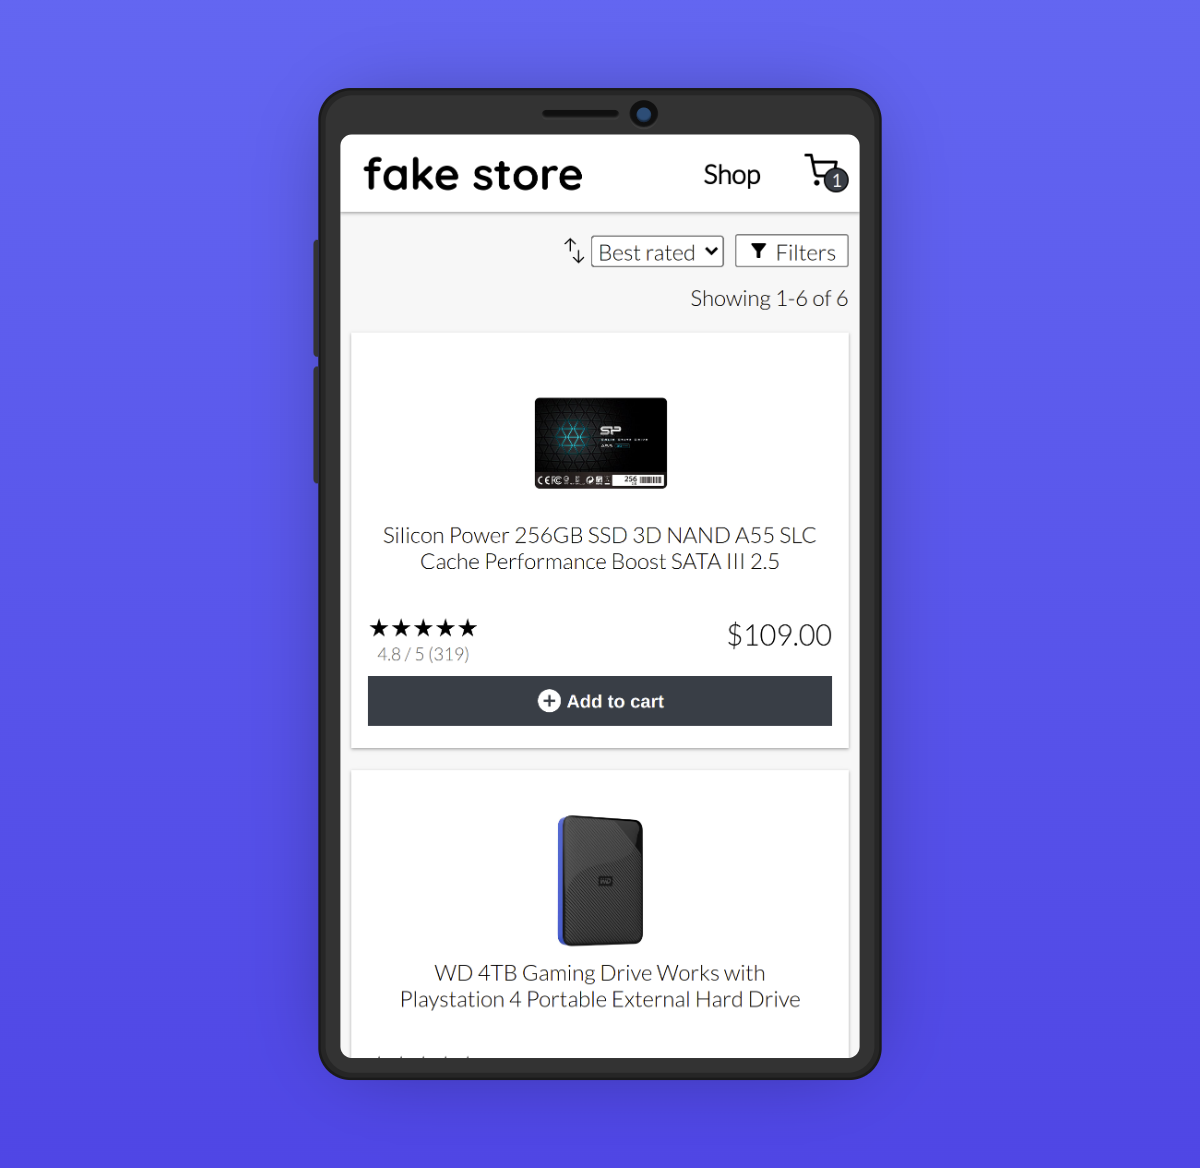 fake store
Shop
1
Best rated
Filters
Showing 1-6 of 6
SP
256
Silicon Power 256GB SSD 3D NAND A55 SLC
Cache Performance Boost SATA III 2.5
★★★★★
4.8 / 5 (319)
$109.00
Add to cart
WD
WD 4TB Gaming Drive Works with
Playstation 4 Portable External Hard Drive